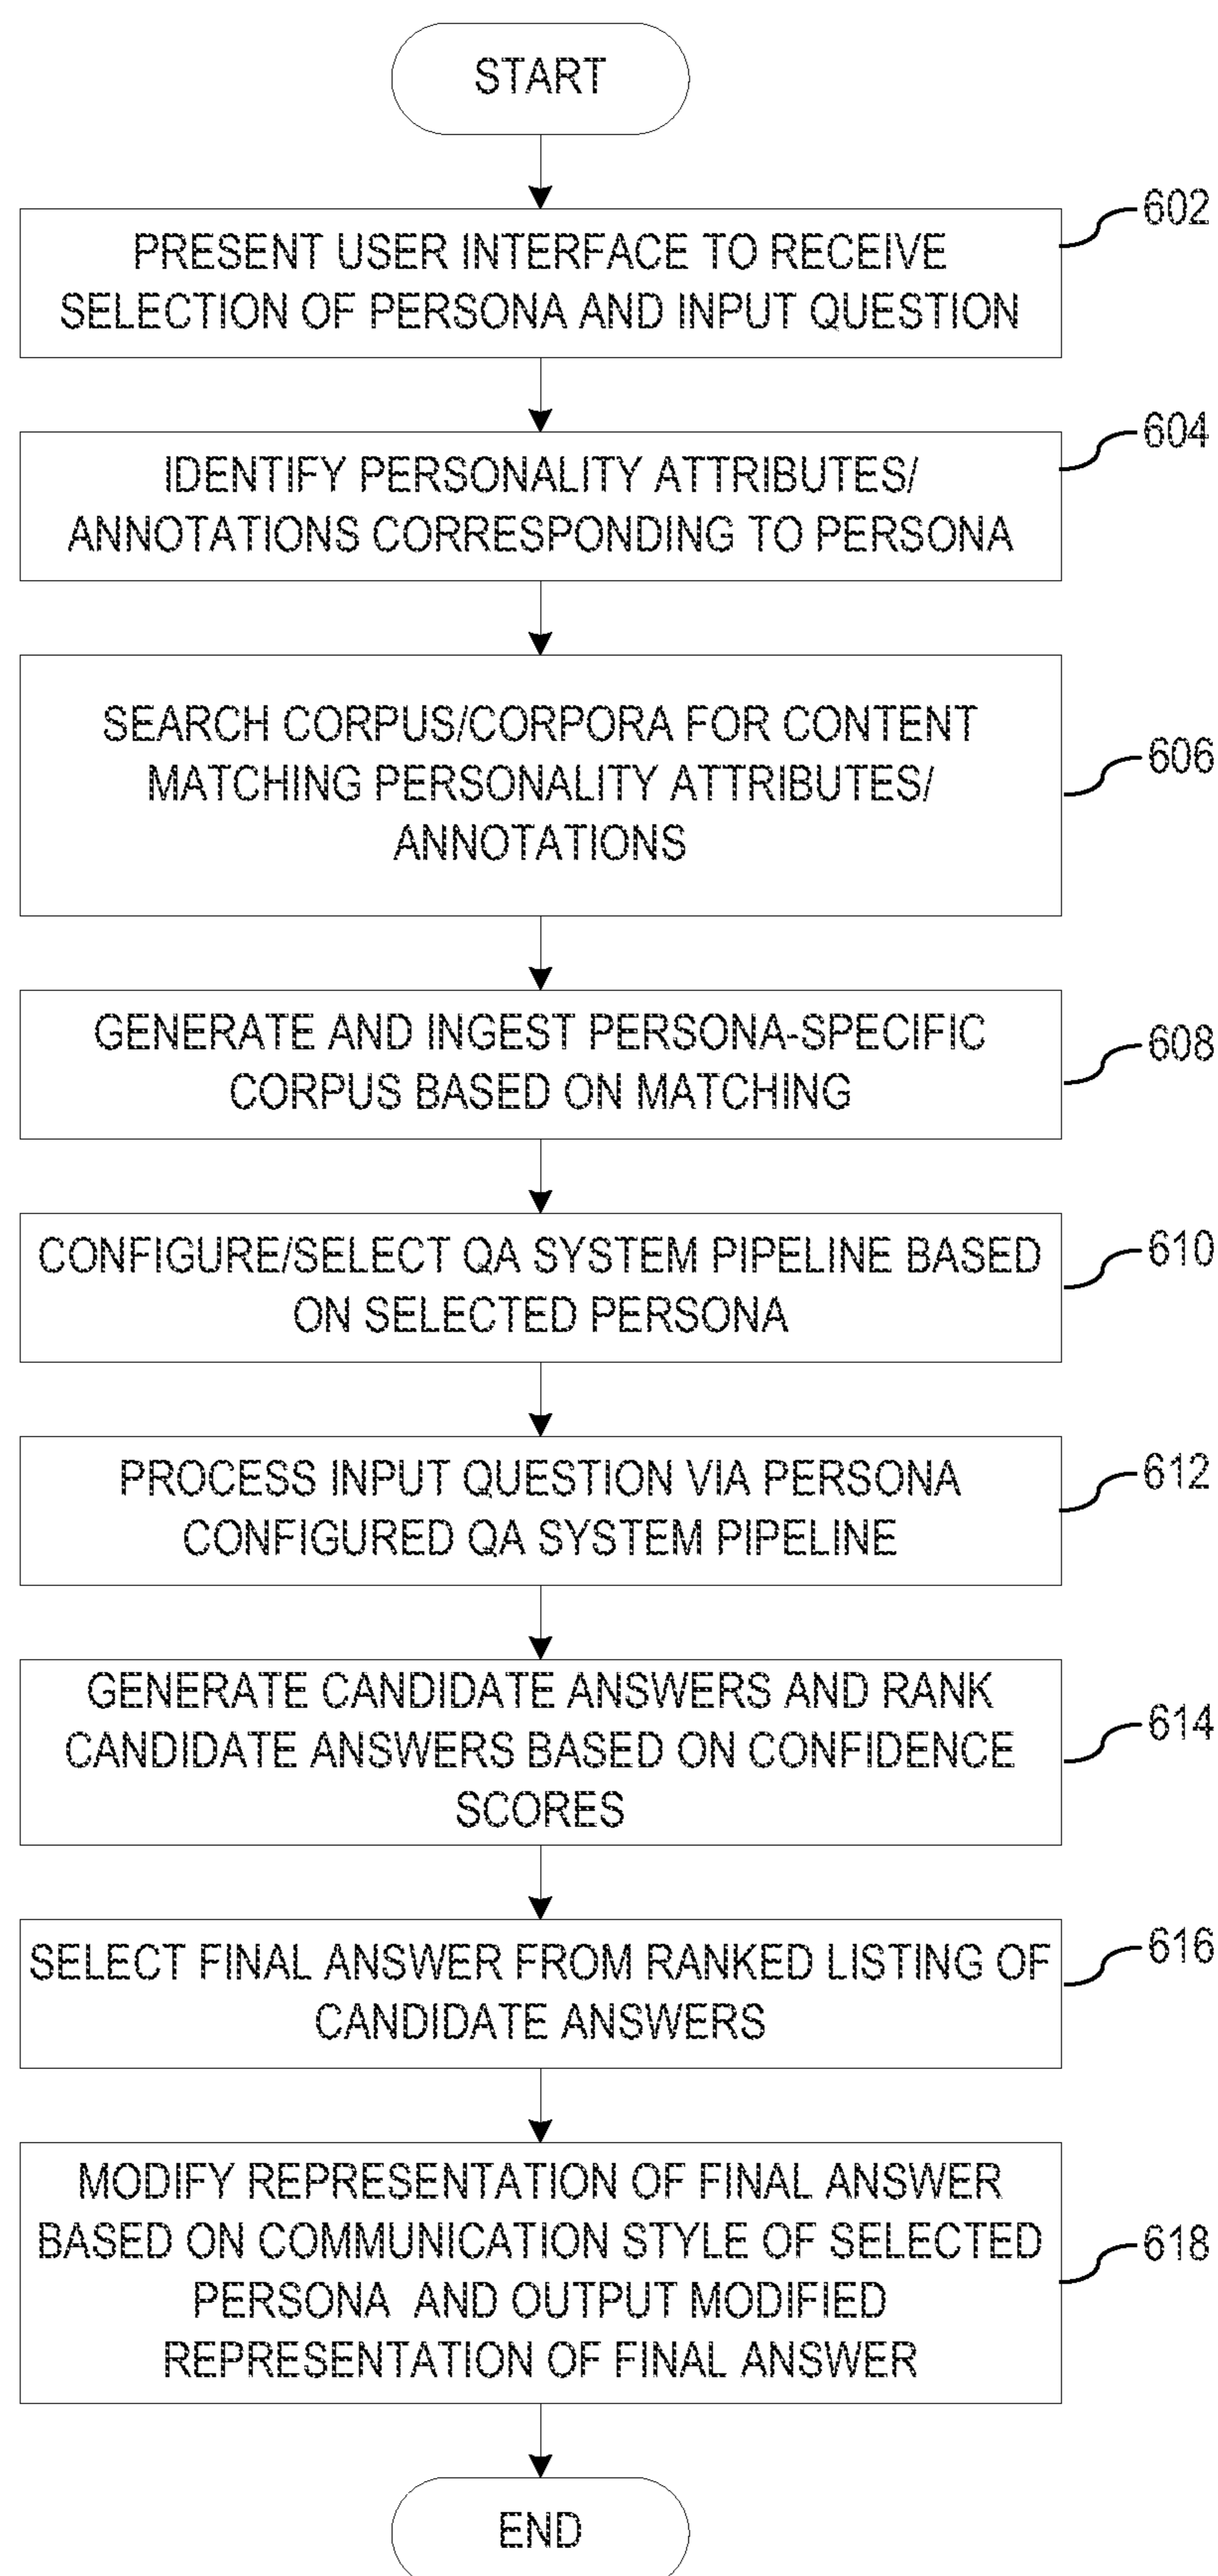 START
602
PRESENT USER INTERFACE TO RECEIVE
SELECTION OF PERSONA AND INPUT QUESTION
604
IDENTIFY PERSONALITY ATTRIBUTES/
ANNOTATIONS CORRESPONDING TO PERSONA
SEARCH CORPUS/CORPORA FOR CONTENT
MATCHING PERSONALITY ATTRIBUTES/
ANNOTATIONS
606
GENERATE AND INGEST PERSONA-SPECIFIC
CORPUS BASED ON MATCHING
608
CONFIGURE/SELECT QA SYSTEM PIPELINE BASED
ON SELECTED PERSONA
610
PROCESS INPUT QUESTION VIA PERSONA
CONFIGURED QA SYSTEM PIPELINE
612
GENERATE CANDIDATE ANSWERS AND RANK
CANDIDATE ANSWERS BASED ON CONFIDENCE
SCORES
614
SELECT FINAL ANSWER FROM RANKED LISTING OF
CANDIDATE ANSWERS
616
MODIFY REPRESENTATION OF FINAL ANSWER
BASED ON COMMUNICATION STYLE OF SELECTED
PERSONA AND OUTPUT MODIFIED
REPRESENTATION OF FINAL ANSWER
618
END